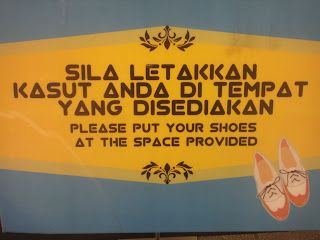 SILA LETAKKAN
KASUT ANDA DI TEMPAT
YANG DISEDIAKAN
PLEASE PUT YOUR SHOES
AT THE SPACE PROVIDED